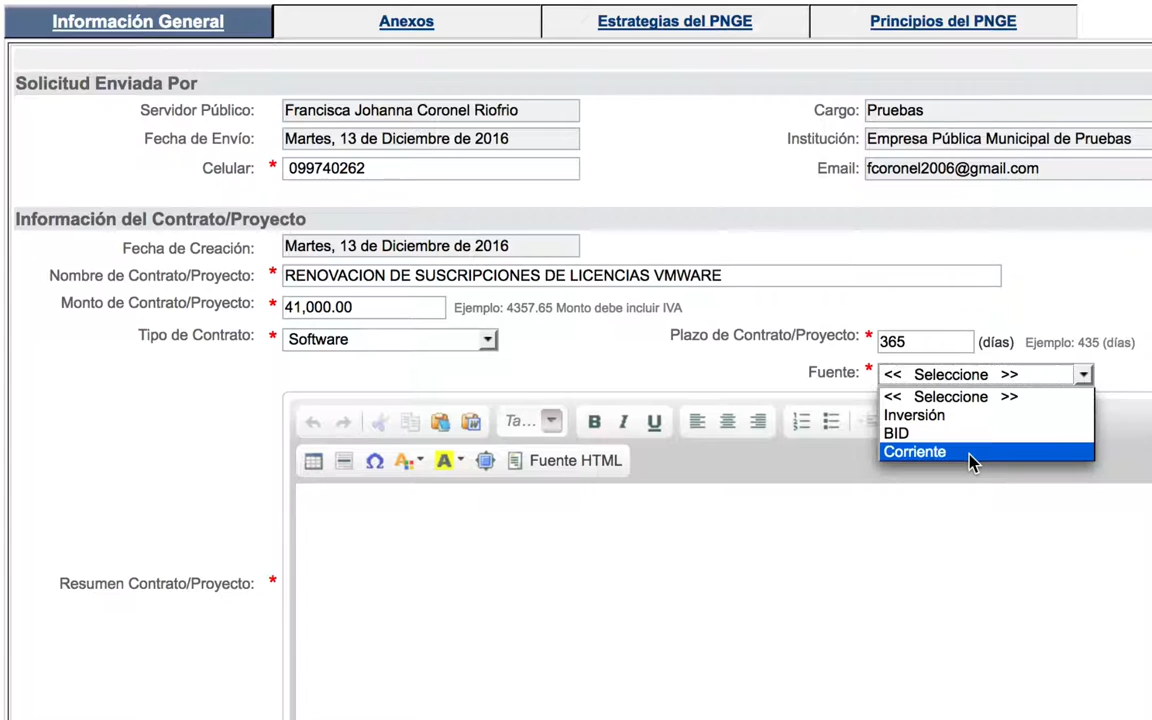 Información General
Anexos
Estrategias del PNGE
Principios del PNGE
Solicitud Enviada Por
Servidor Público: Francisca Johanna Coronel Riofrio
Cargo: Pruebas
Fecha de Envío: Martes, 13 de Diciembre de 2016
Institución: Empresa Pública Municipal de Pruebas
Celular: * 099740262
Email: fcoronel2006@gmail.com
Información del Contrato/Proyecto
Fecha de Creación: Martes, 13 de Diciembre de 2016
Nombre de Contrato/Proyecto: * RENOVACION DE SUSCRIPCIONES DE LICENCIAS VMWARE
Monto de Contrato/Proyecto: * 41,000.00 Ejemplo: 4357.65 Monto debe incluir IVA
Tipo de Contrato: * Software
Plazo de Contrato/Proyecto: * 365 (días) Ejemplo: 435 (días)
Fuente: * << Seleccione >>
<< Seleccione >>
Inversión
BID
Corriente
Ta... B I U
Fuente HTML
Resumen Contrato/Proyecto: *